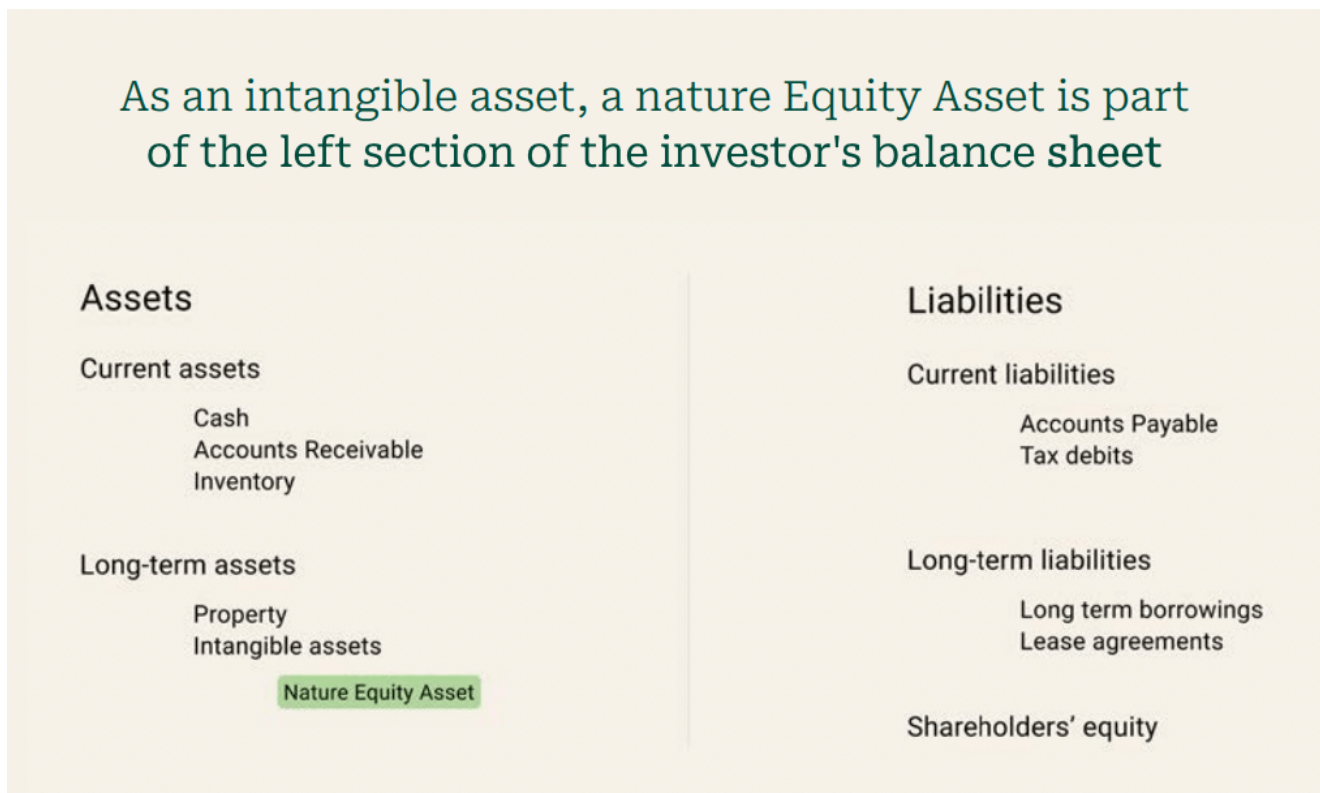 As an intangible asset, a nature Equity Asset is part
of the left section of the investor's balance sheet
Assets
Current assets
Cash
Accounts Receivable
Inventory
Long-term assets
Property
Intangible assets
Nature Equity Asset
Liabilities
Current liabilities
Accounts Payable
Tax debits
Long-term liabilities
Long term borrowings
Lease agreements
Shareholders’ equity